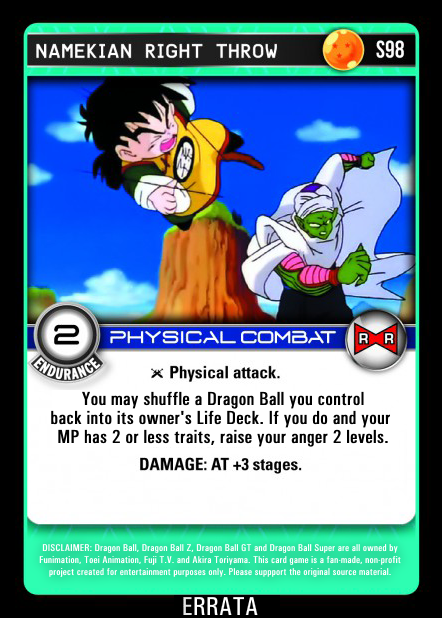 NAMEKIAN RIGHT THROW
S98
2
ENDURANCE
PHYSICAL COMBAT
R R
Physical attack.
You may shuffle a Dragon Ball you control
back into its owner's Life Deck. If you do and your
MP has 2 or less traits, raise your anger 2 levels.
DAMAGE: AT +3 stages.
DISCLAIMER: Dragon Ball, Dragon Ball Z, Dragon Ball GT and Dragon Ball Super are all owned by
Funimation, Toei Animation, Fuji T.V. and Akira Toriyama. This card game is a fan-made, non-profit
project created for entertainment purposes only. Please suppport the original source material.
ERRATA